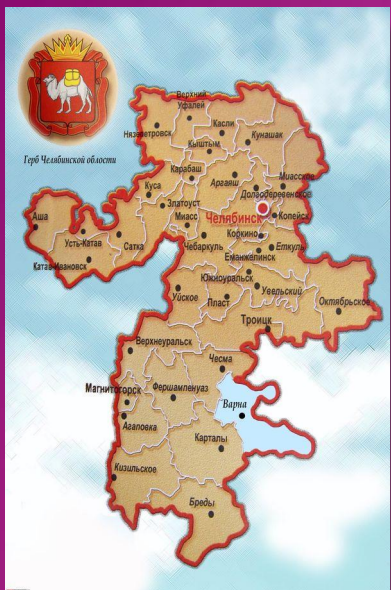 Герб Челябинской области
Верхний
Уфалей
Нязепетровск
Касли
Кунашак
Кыштым
Карабаш
Аргаяш
Миасское
Долгодеревенское
Куса
Златоуст
Миасс
Челябинск
Копейск
Аша
Усть-Катав
Сатка
Чебаркуль
Коркино
Еткуль
Катав-Ивановск
Еманжелинск
Южноуральск
Уйское
Пласт
Увельский
Октябрьское
Троицк
Верхнеуральск
Чесма
Магнитогорск
Фершампенуаз
Варна
Агаповка
Карталы
Кизильское
Бреды